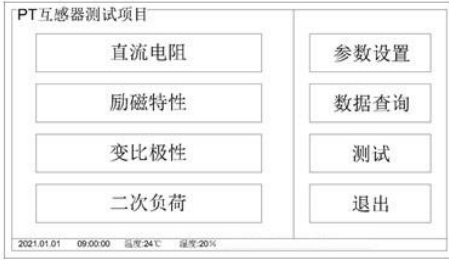 PT互感器测试项目
直流电阻
励磁特性
变比极性
二次负荷
参数设置
数据查询
测试
退出
2021.01.01 09:00:00 温度:24℃ 湿度:20%